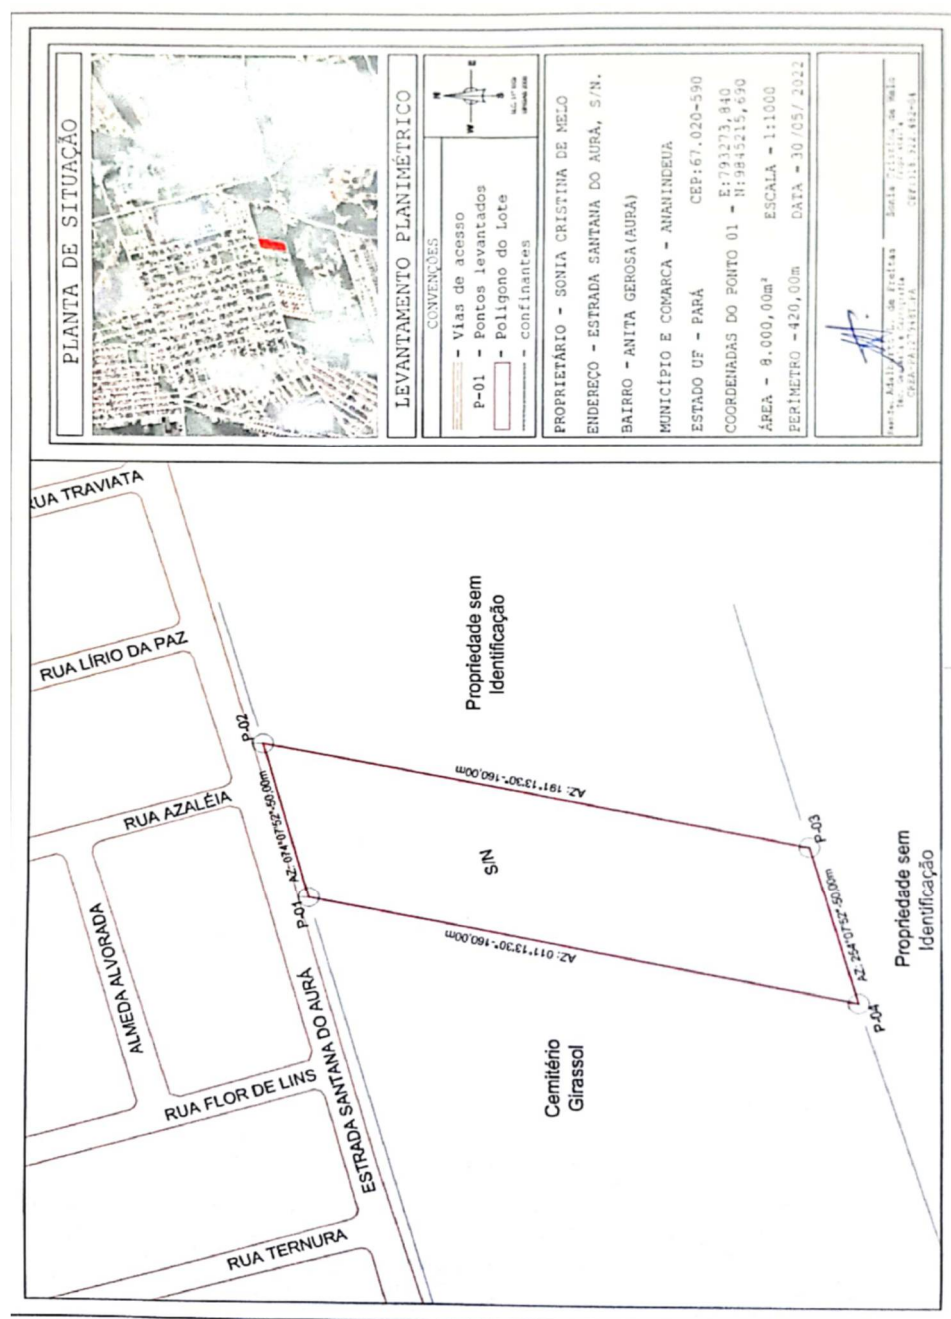 PLANTA DE SITUAÇÃO
LEVANTAMENTO PLANIMÉTRICO
CONVENÇÕES
- Vias de acesso
P-01 - Pontos levantados
- Polígono do Lote
- confinantes
N
W
E
S
PROPRIETÁRIO - SONIA CRISTINA DE MELO
ENDEREÇO - ESTRADA SANTANA DO AURÁ, S/N.
BAIRRO - ANITA GEROSA(AURÁ)
MUNICÍPIO E COMARCA - ANANINDEUA
ESTADO UF - PARÁ CEP:67.020-590
COORDENADAS DO PONTO 01 - E:793273,840
N:9845215,690
ÁREA - 8.000,00m² ESCALA - 1:1000
PERÍMETRO -420,00m DATA - 30/05/2022
de Freitas
Sonia Cristina de Melo
RUA TRAVIATA
RUA LÍRIO DA PAZ
RUA AZALÉIA
ALMEDA ALVORADA
RUA FLOR DE LINS
RUA TERNURA
ESTRADA SANTANA DO AURÁ
P-01
AZ: 074°07'52"-50,00m
P-02
AZ: 191°13'30"-160,00m
S/N
AZ: 011°13'30"-160,00m
P-03
AZ: 254°07'52"-50,00m
P-04
Propriedade sem
Identificação
Cemitério
Girassol
Propriedade sem
Identificação